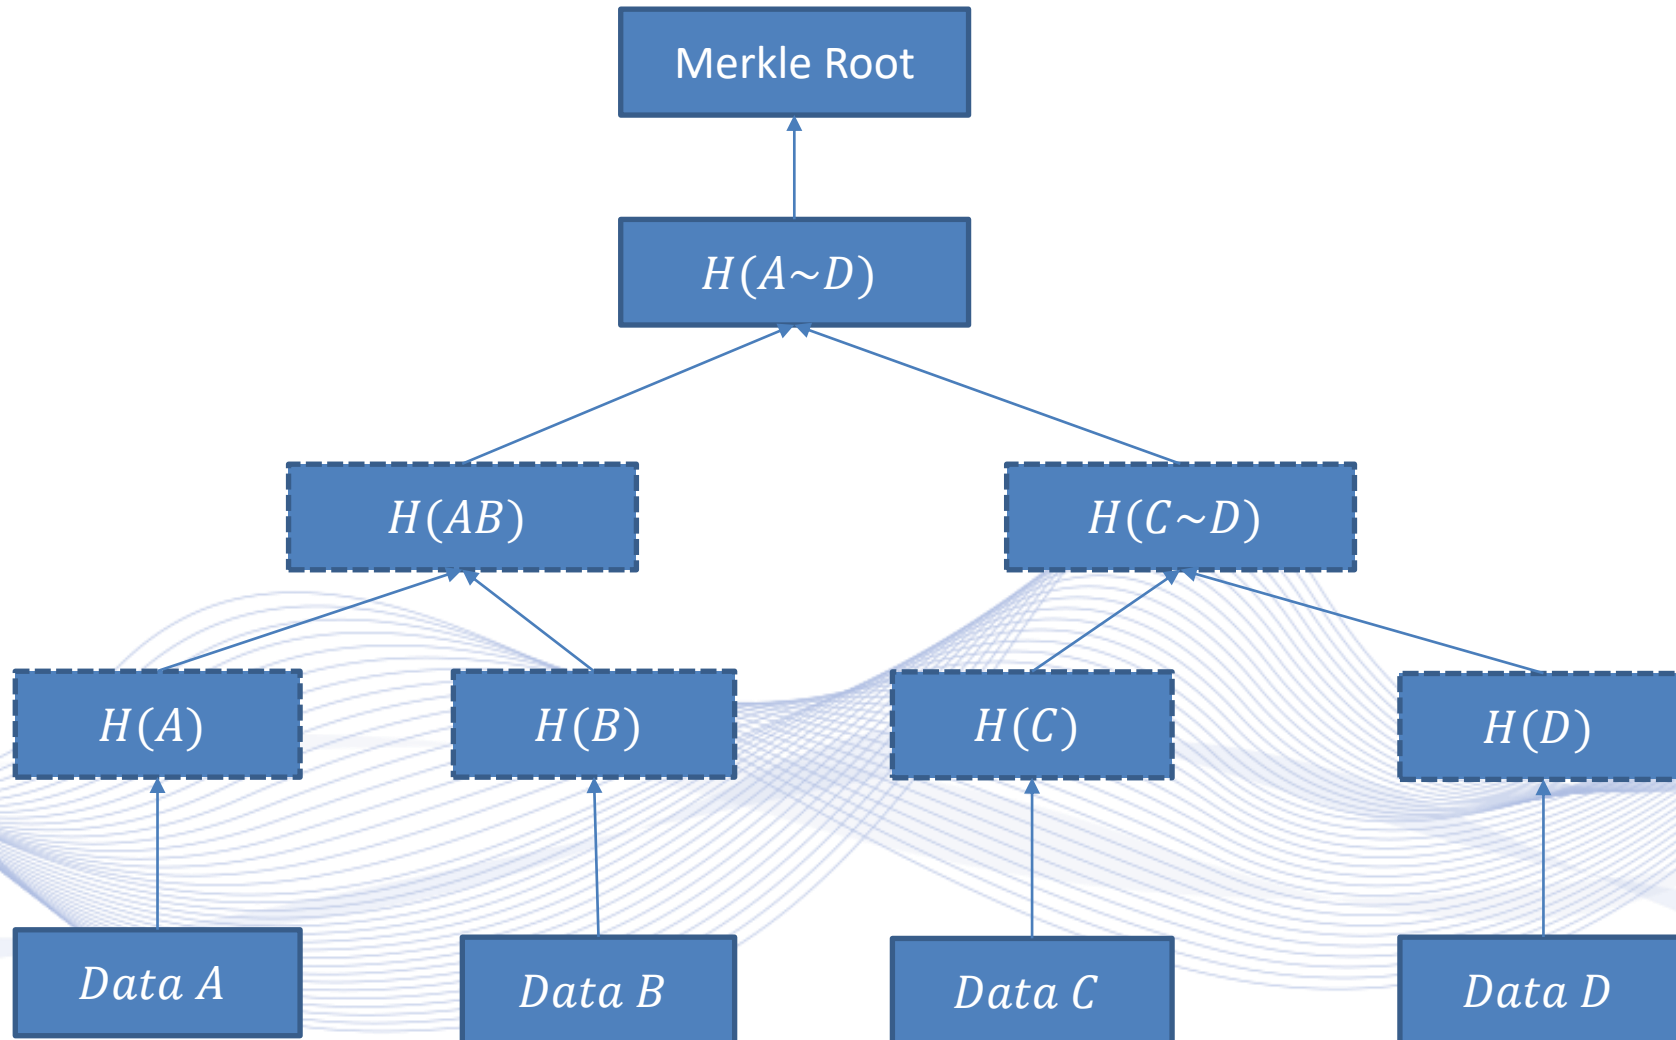 Merkle Root
H(A~D)
H(AB)
H(C~D)
H(A)
H(B)
H(C)
H(D)
Data A
Data B
Data C
Data D